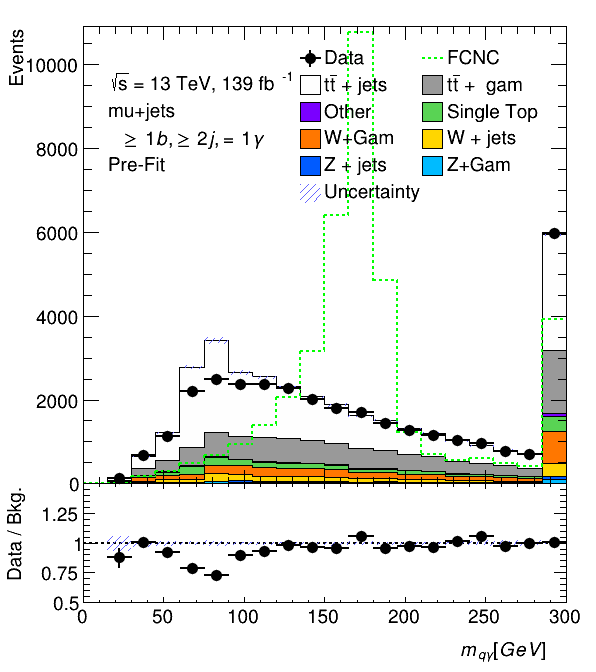 Events
10000
8000
6000
4000
2000
0
√s = 13 TeV, 139 fb -1
mu+jets
≥ 1b, ≥ 2j, = 1γ
Pre-Fit
Data
FCNC
tt̄ + jets
tt̄ + gam
Other
Single Top
W+Gam
W + jets
Z + jets
Z+Gam
Uncertainty
Data / Bkg.
1.25
1
0.75
0.5
0 50 100 150 200 250 300
m_qγ[GeV]